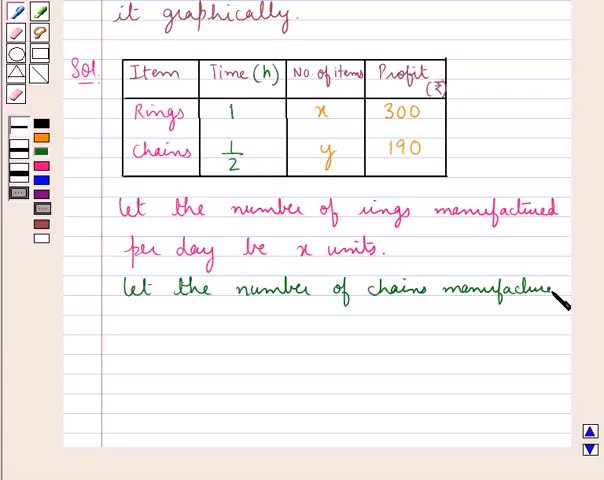 it graphically.
Sol.
Item Time (h) No. of items Profit (₹)
Rings 1 x 300
Chains 1/2 y 190
Let the number of rings manufactured
per day be x units.
Let the number of chains manufacture